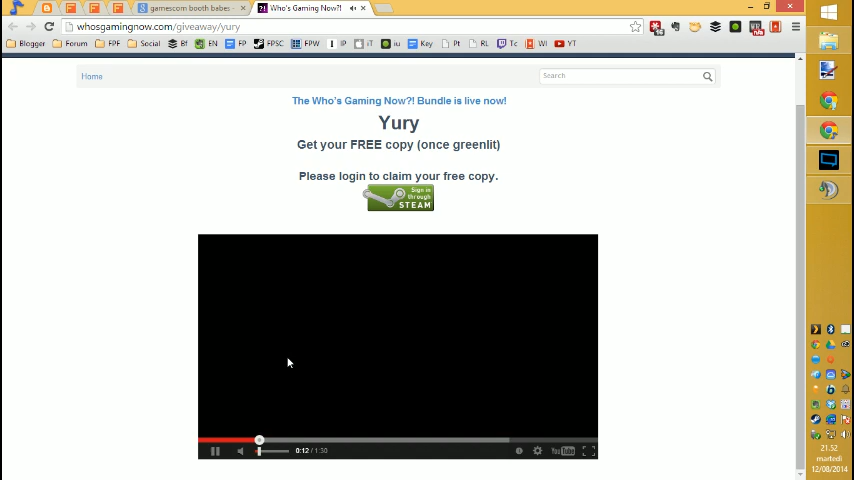 gamescom booth babes -
Who's Gaming Now?!
whosgamingnow.com/giveaway/yury
Blogger Forum FPF Social Bf EN FP FPSC FPW IP iT iu Key Pt RL Tc WI YT
Home
Search
The Who's Gaming Now?! Bundle is live now!
Yury
Get your FREE copy (once greenlit)
Please login to claim your free copy.
Sign in
through
STEAM
0:12 / 1:30
YouTube
21.52
martedì
12/08/2014